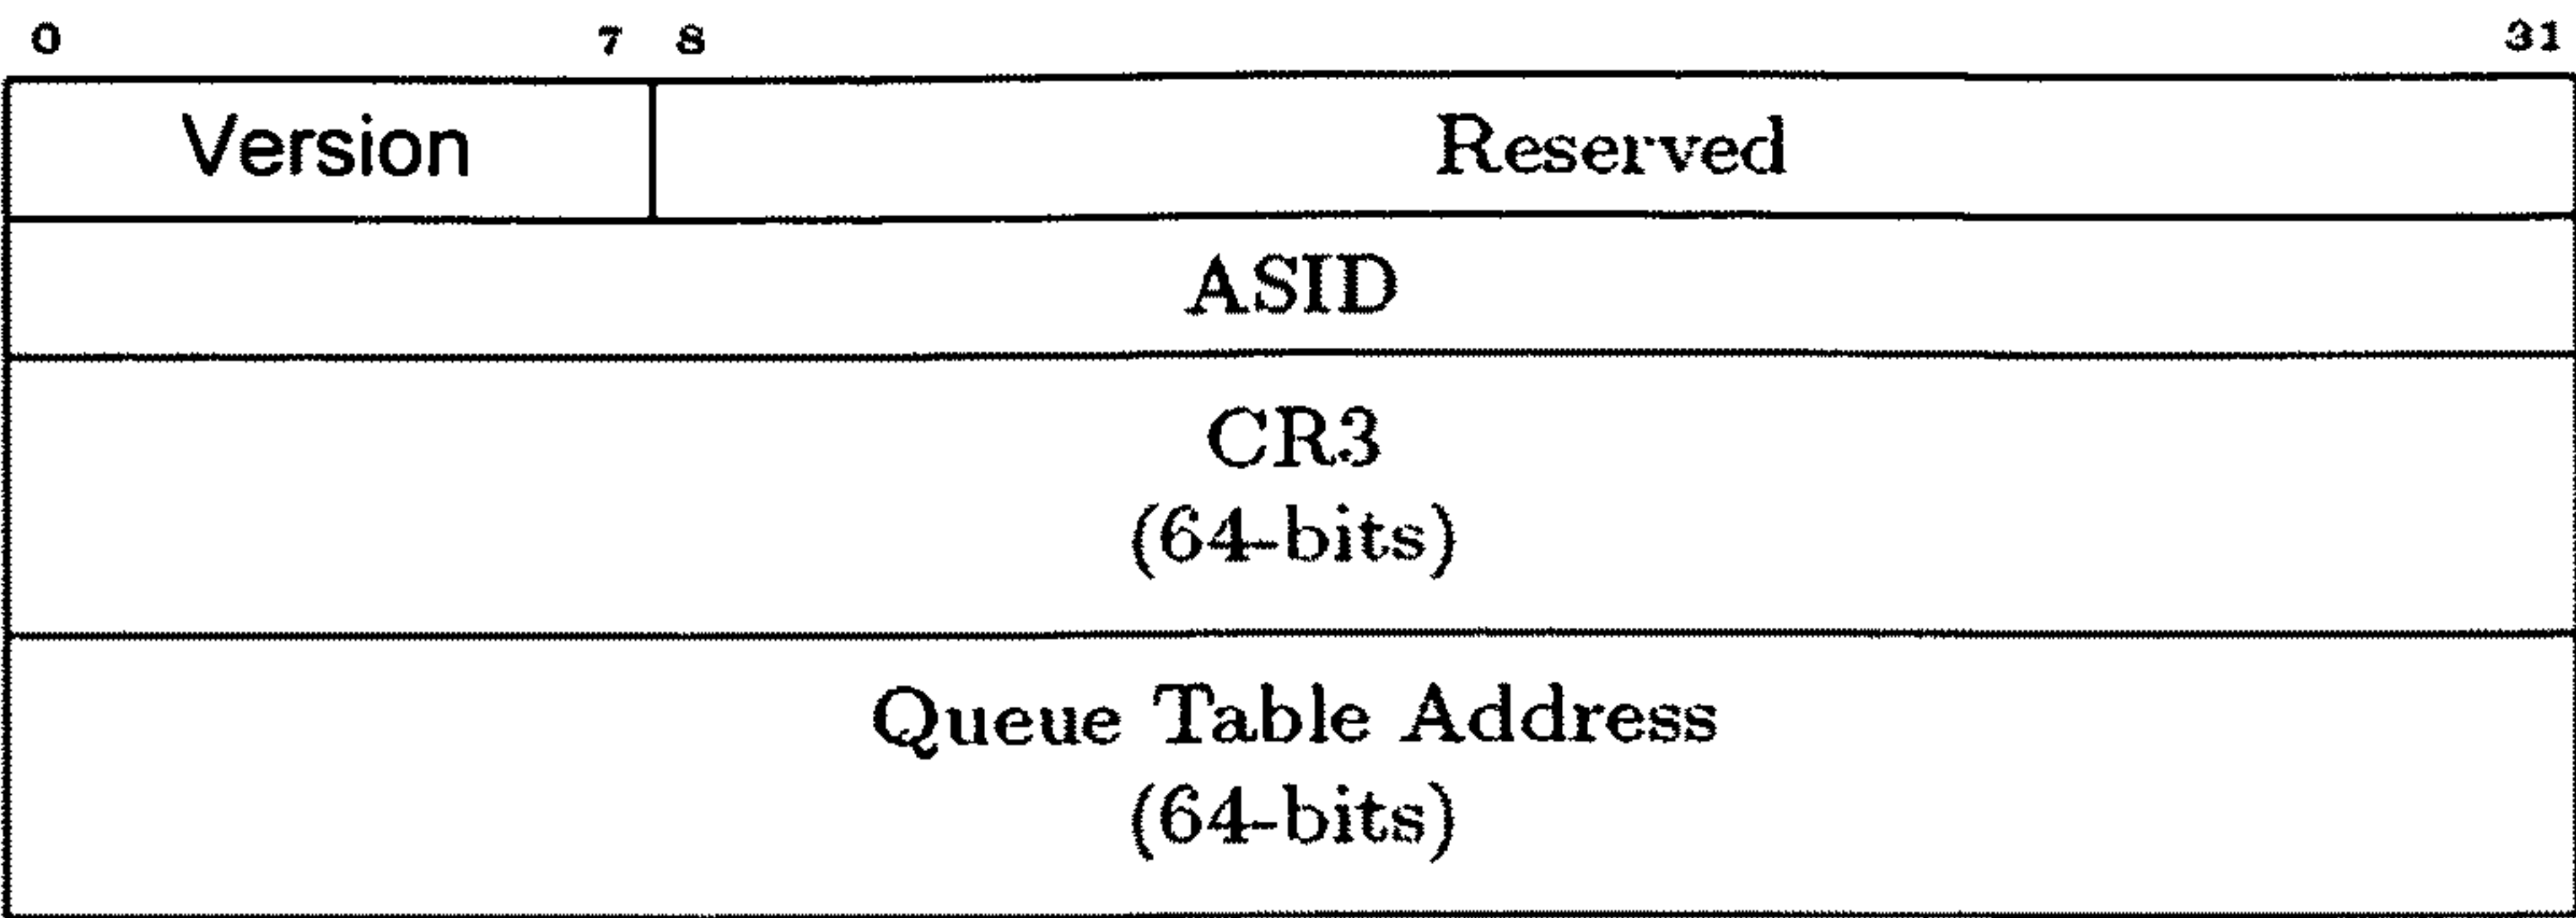 0 7 8 31
Version Reserved
ASID
CR3
(64-bits)
Queue Table Address
(64-bits)